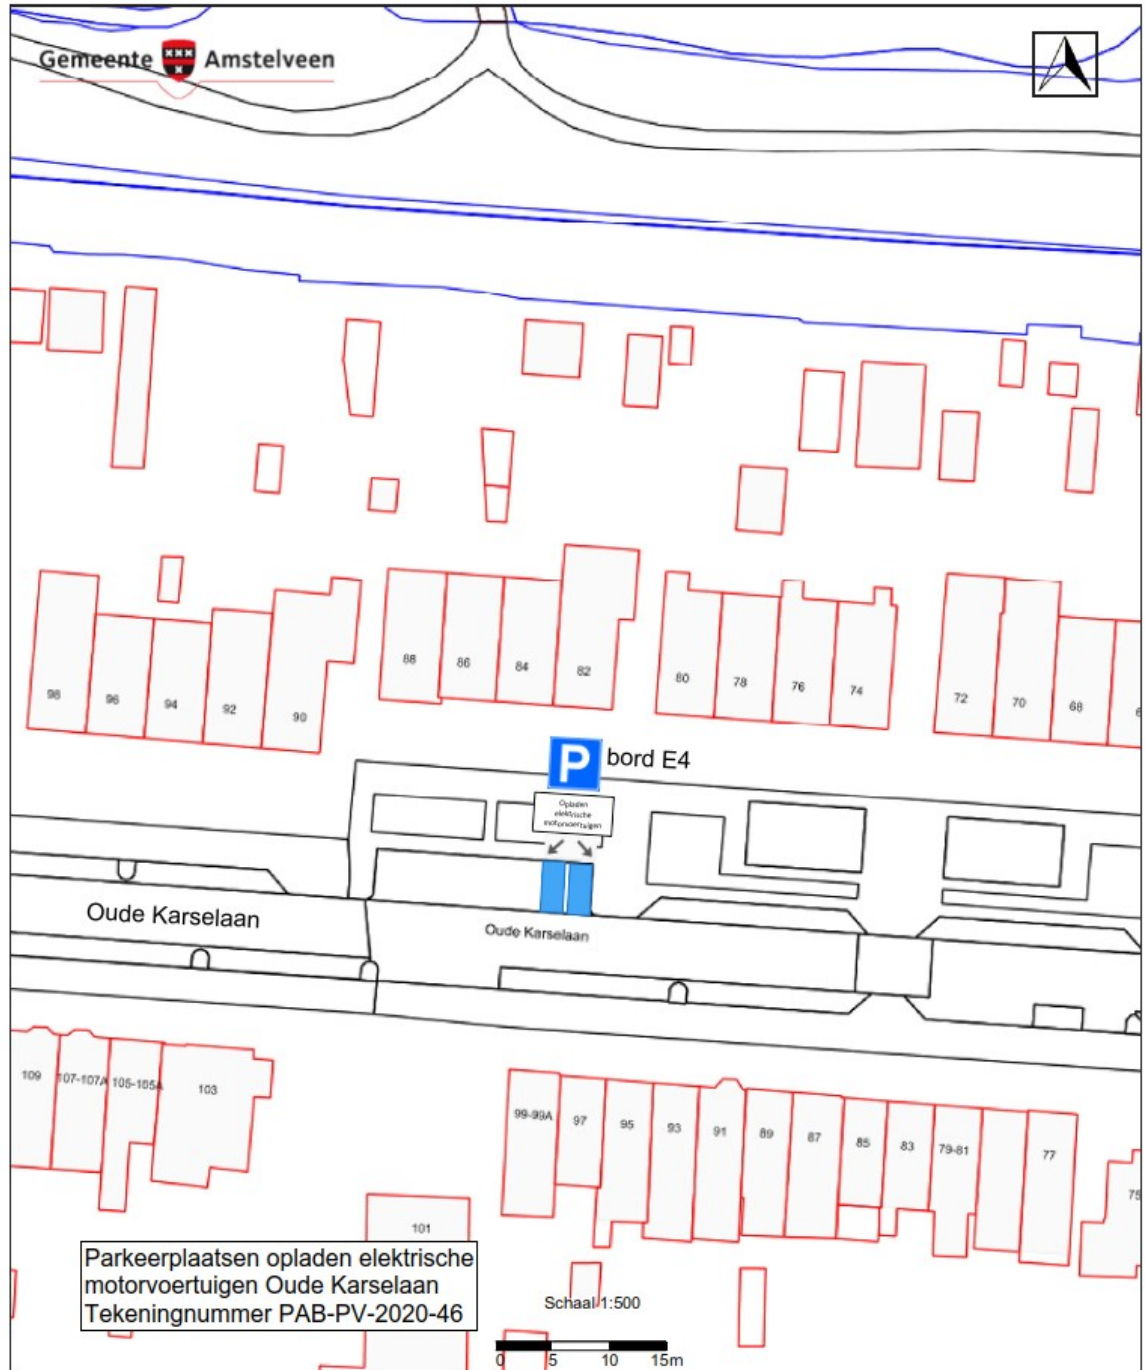 Gemeente Amstelveen
98
96
94
92
90
88
86
84
82
80
78
76
74
72
70
68
P bord E4
Opladen
elektrische
motorvoertuigen
Oude Karselaan
Oude Karselaan
109
107-107A
105-105A
103
99-99A
97
95
93
91
89
87
85
83
79-81
77
75
101
Parkeerplaatsen opladen elektrische
motorvoertuigen Oude Karselaan
Tekeningnummer PAB-PV-2020-46
Schaal 1:500
0 5 10 15m